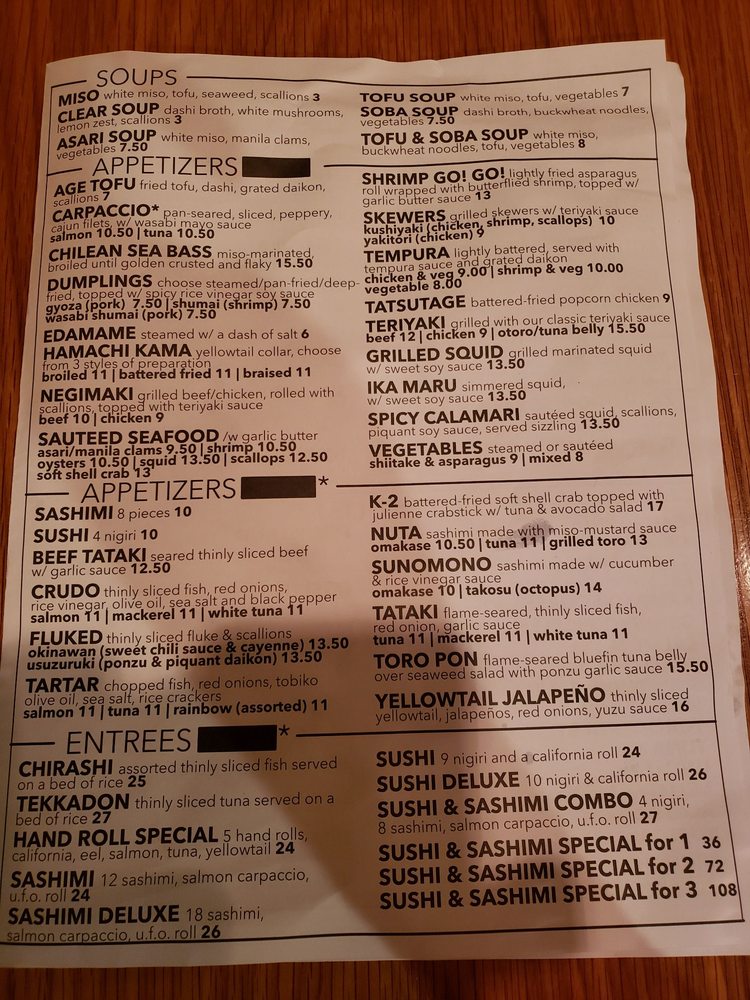 SOUPS
MISO white miso, tofu, seaweed, scallions 3
CLEAR SOUP dashi broth, white mushrooms,
lemon zest, scallions 3
ASARI SOUP white miso, manila clams,
vegetables 7.50
TOFU SOUP white miso, tofu, vegetables 7
SOBA SOUP dashi broth, buckwheat noodles,
vegetables 7.50
TOFU & SOBA SOUP white miso,
buckwheat noodles, tofu, vegetables 8
APPETIZERS
AGE TOFU fried tofu, dashi, grated daikon,
scallions 7
CARPACCIO* pan-seared, sliced, peppery,
cajun filets, w/ wasabi mayo sauce
salmon 10.50 | tuna 10.50
CHILEAN SEA BASS miso-marinated,
broiled until golden crusted and flaky 15.50
DUMPLINGS choose steamed/pan-fried/deep-
fried, topped w/ spicy rice vinegar soy sauce
gyoza (pork) 7.50 | shumai (shrimp) 7.50
wasabi shumai (pork) 7.50
EDAMAME steamed w/ a dash of salt 6
HAMACHI KAMA yellowtail collar, choose
from 3 styles of preparation
broiled 11 | battered fried 11 | braised 11
NEGIMAKI grilled beef/chicken, rolled with
scallions, topped with teriyaki sauce
beef 10 | chicken 9
SAUTEED SEAFOOD /w garlic butter
asari/manila clams 9.50 | shrimp 10.50
oysters 10.50 | squid 13.50 | scallops 12.50
soft shell crab 13
SHRIMP GO! GO! lightly fried asparagus
roll wrapped with butterflied shrimp, topped w/
garlic butter sauce 13
SKEWERS grilled skewers w/ teriyaki sauce
kushiyaki (chicken, shrimp, scallops) 10
yakitori (chicken) 9
TEMPURA lightly battered, served with
tempura sauce and grated daikon
chicken & veg 9.00 | shrimp & veg 10.00
vegetable 8.00
TATSUTAGE battered-fried popcorn chicken 9
TERIYAKI grilled with our classic teriyaki sauce
beef 12 | chicken 9 | otoro/tuna belly 15.50
GRILLED SQUID grilled marinated squid
w/ sweet soy sauce 13.50
IKA MARU simmered squid,
w/ sweet soy sauce 13.50
SPICY CALAMARI sautéed squid, scallions,
piquant soy sauce, served sizzling 13.50
VEGETABLES steamed or sautéed
shiitake & asparagus 9 | mixed 8
APPETIZERS *
SASHIMI 8 pieces 10
SUSHI 4 nigiri 10
BEEF TATAKI seared thinly sliced beef
w/ garlic sauce 12.50
CRUDO thinly sliced fish, red onions,
rice vinegar, olive oil, sea salt and black pepper
salmon 11 | mackerel 11 | white tuna 11
FLUKED thinly sliced fluke & scallions
okinawan (sweet chili sauce & cayenne) 13.50
usuzuruki (ponzu & piquant daikon) 13.50
TARTAR chopped fish, red onions, tobiko
olive oil, sea salt, rice crackers
salmon 11 | tuna 11 | rainbow (assorted) 11
K-2 battered-fried soft shell crab topped with
julienne crabstick w/ tuna & avocado salad 17
NUTA sashimi made with miso-mustard sauce
omakase 10.50 | tuna 11 | grilled toro 13
SUNOMONO sashimi made w/ cucumber
& rice vinegar sauce
omakase 10 | takosu (octopus) 14
TATAKI flame-seared, thinly sliced fish,
red onion, garlic sauce
tuna 11 | mackerel 11 | white tuna 11
TORO PON flame-seared bluefin tuna belly
over seaweed salad with ponzu garlic sauce 15.50
YELLOWTAIL JALAPEÑO thinly sliced
yellowtail, jalapeños, red onions, yuzu sauce 16
ENTREES *
CHIRASHI assorted thinly sliced fish served
on a bed of rice 25
TEKKADON thinly sliced tuna served on a
bed of rice 27
HAND ROLL SPECIAL 5 hand rolls,
california, eel, salmon, tuna, yellowtail 24
SASHIMI 12 sashimi, salmon carpaccio,
u.f.o. roll 24
SASHIMI DELUXE 18 sashimi,
salmon carpaccio, u.f.o. roll 26
SUSHI 9 nigiri and a california roll 24
SUSHI DELUXE 10 nigiri & california roll 26
SUSHI & SASHIMI COMBO 4 nigiri,
8 sashimi, salmon carpaccio, u.f.o. roll 27
SUSHI & SASHIMI SPECIAL for 1 36
SUSHI & SASHIMI SPECIAL for 2 72
SUSHI & SASHIMI SPECIAL for 3 108